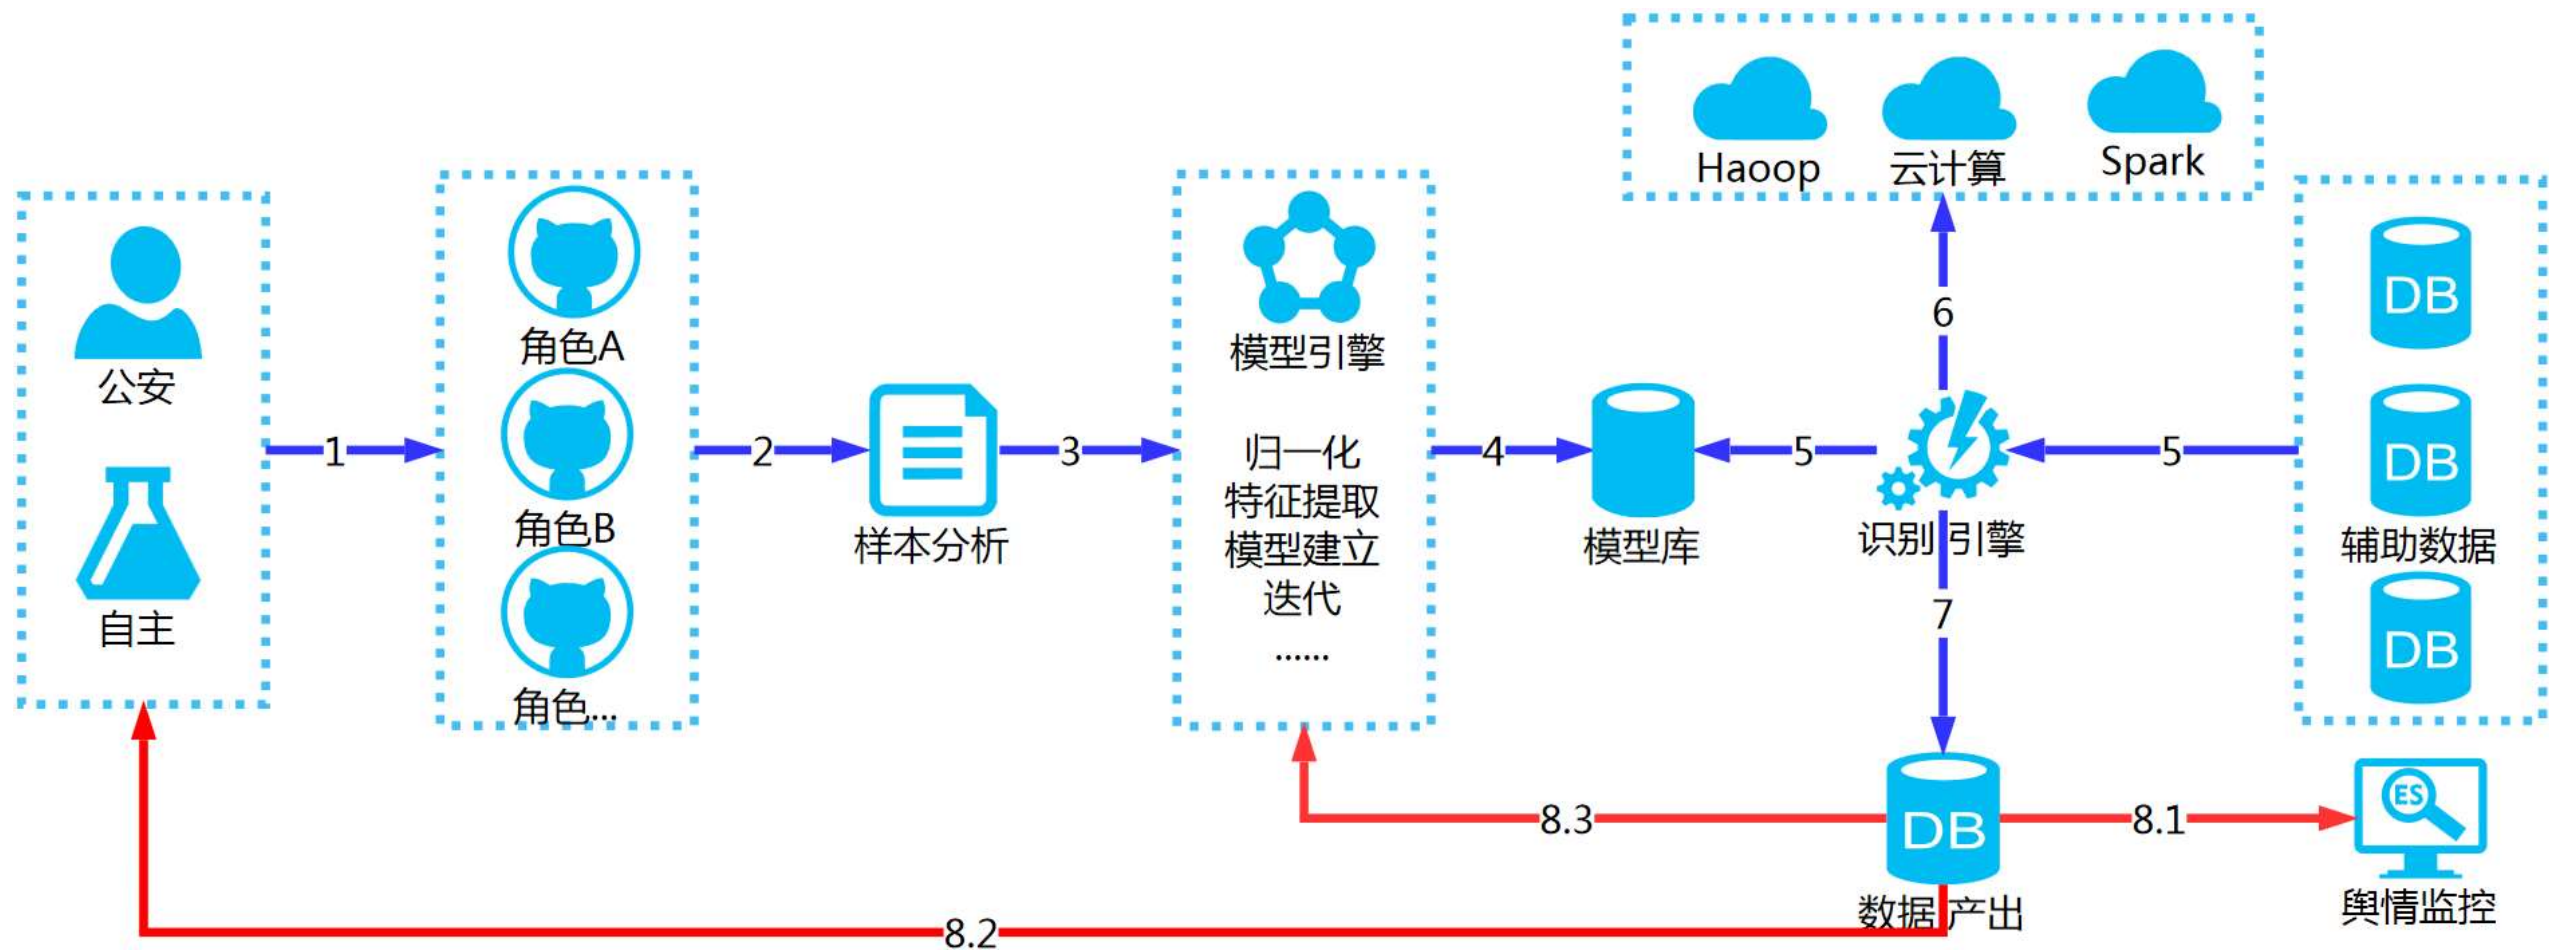 Haoop
云计算
Spark
公安
自主
1
角色A
角色B
角色...
2
样本分析
3
模型引擎
归一化
特征提取
模型建立
迭代
......
4
模型库
5
识别引擎
6
5
DB
DB
辅助数据
DB
7
DB
数据产出
8.1
ES
舆情监控
8.3
8.2